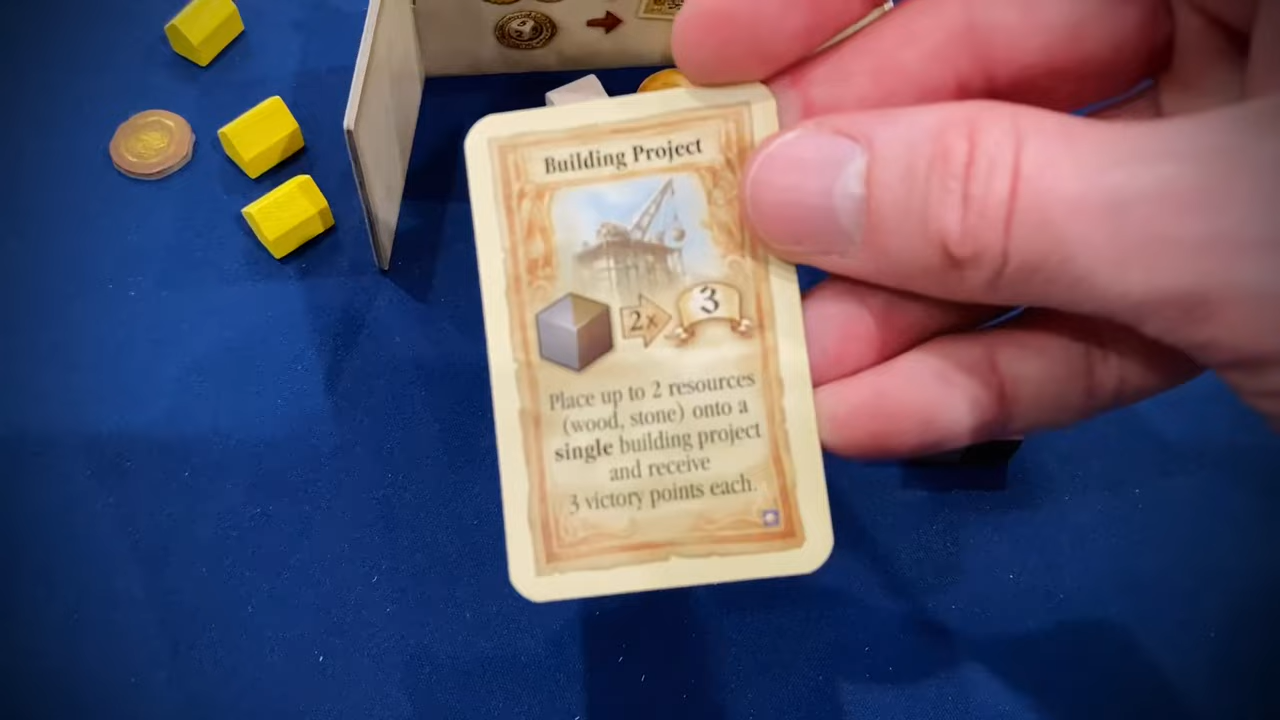 Building Project
2x
3
Place up to 2 resources
(wood, stone) onto a
single building project
and receive
3 victory points each.